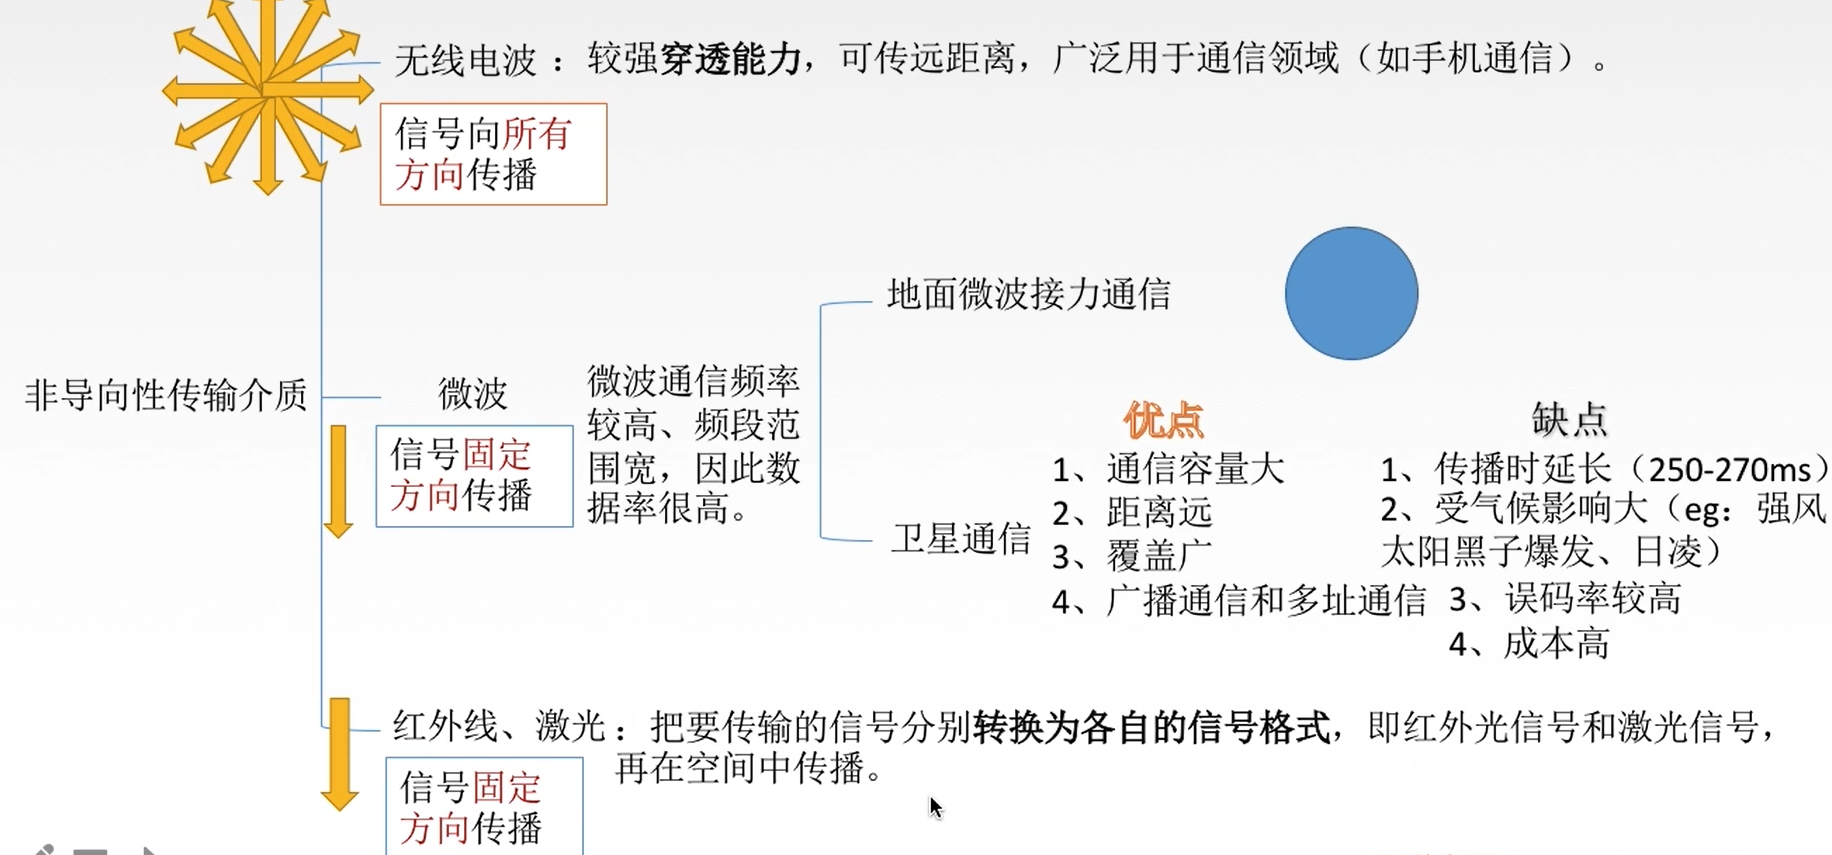 无线电波：较强穿透能力，可传远距离，广泛用于通信领域（如手机通信）。
信号向所有
方向传播
非导向性传输介质
微波
信号固定
方向传播
微波通信频率
较高、频段范
围宽，因此数
据率很高。
地面微波接力通信
卫星通信
优点
1、通信容量大
2、距离远
3、覆盖广
4、广播通信和多址通信
缺点
1、传播时延长（250-270ms）
2、受气候影响大（eg：强风
太阳黑子爆发、日凌）
3、误码率较高
4、成本高
红外线、激光：把要传输的信号分别转换为各自的信号格式，即红外光信号和激光信号，
再在空间中传播。
信号固定
方向传播